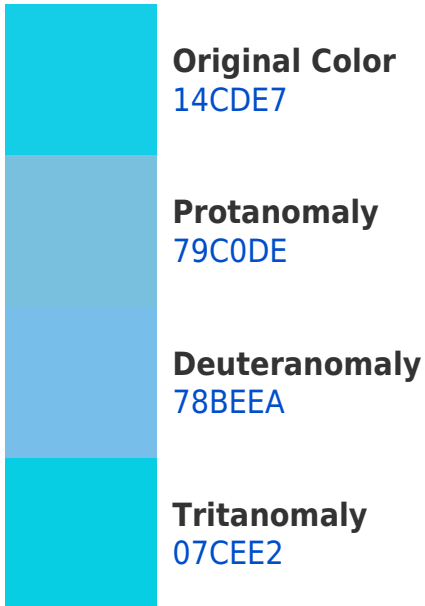 Original Color
14CDE7
Protanomaly
79C0DE
Deuteranomaly
78BEEA
Tritanomaly
07CEE2